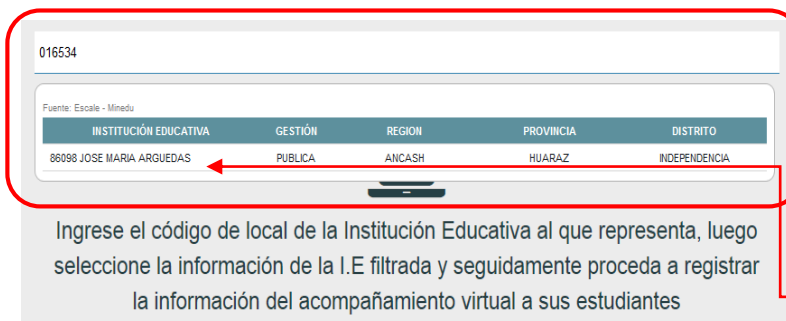 016534
Fuente: Escale - Minedu
INSTITUCIÓN EDUCATIVA GESTIÓN REGION PROVINCIA DISTRITO
86098 JOSE MARIA ARGUEDAS PUBLICA ANCASH HUARAZ INDEPENDENCIA
Ingrese el código de local de la Institución Educativa al que representa, luego
seleccione la información de la I.E filtrada y seguidamente proceda a registrar
la información del acompañamiento virtual a sus estudiantes